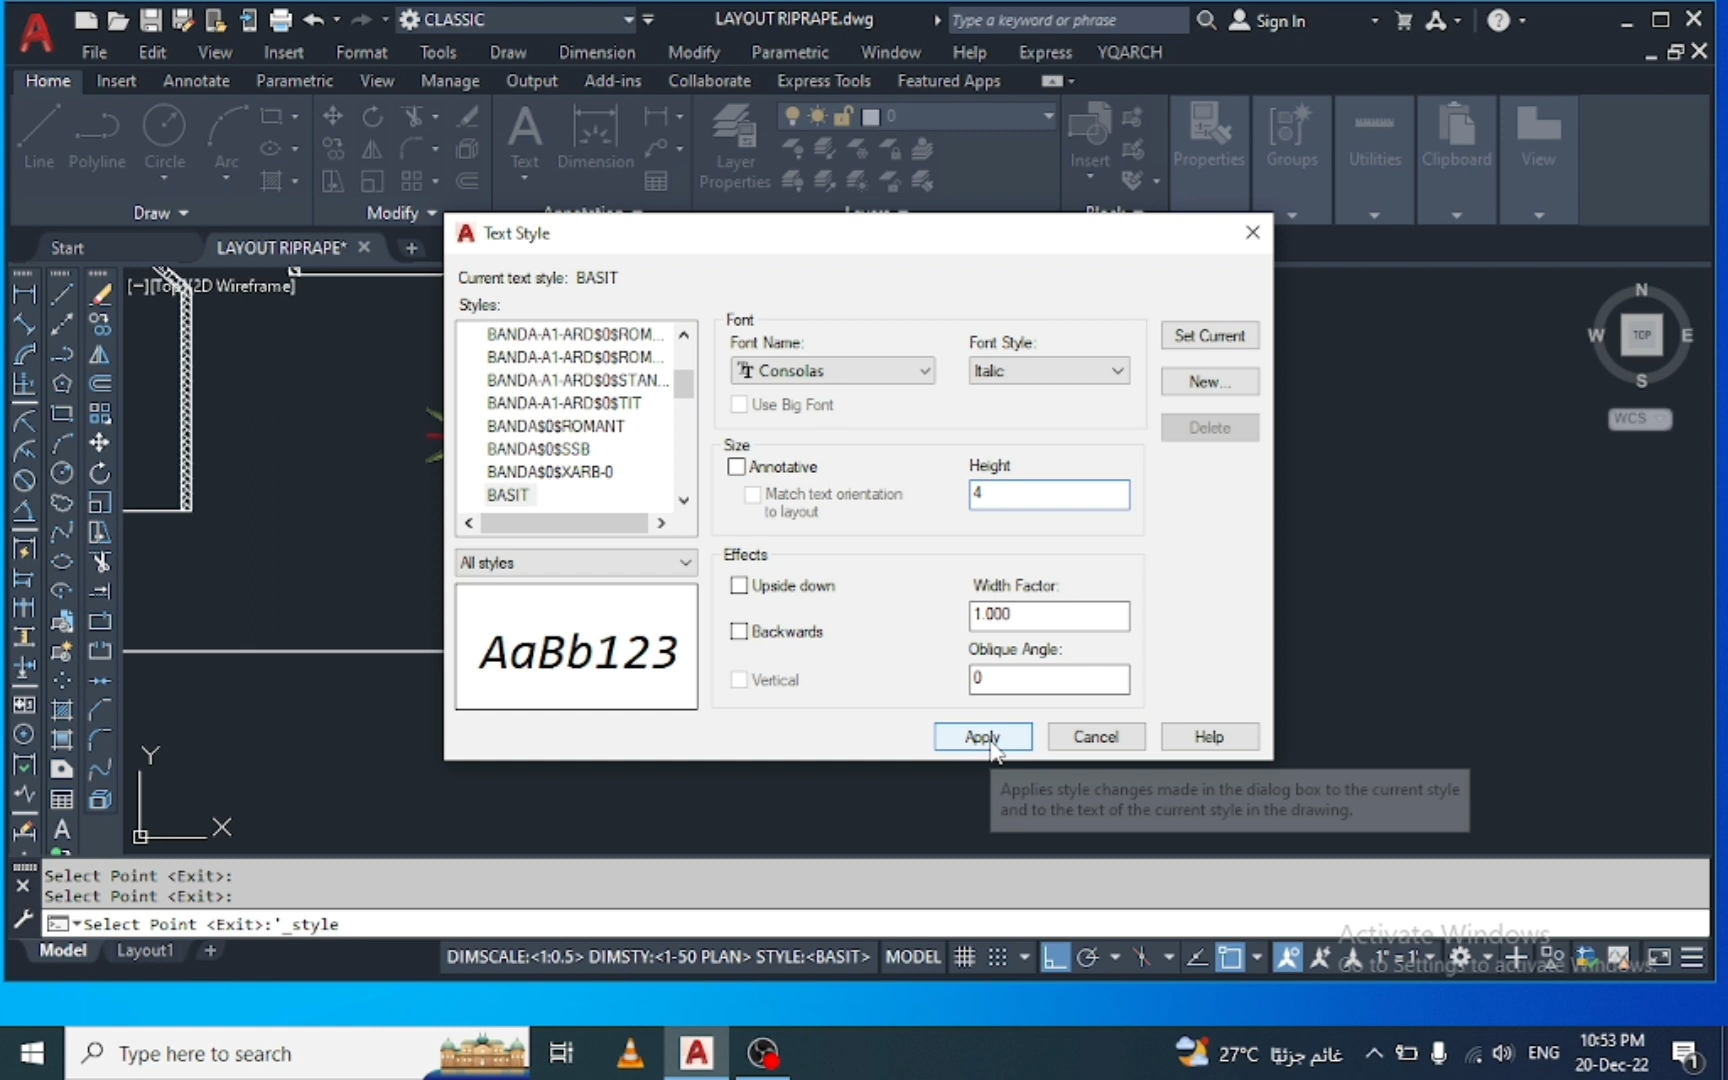 CLASSIC
LAYOUT RIPRAPE.dwg
Type a keyword or phrase
Sign In
File Edit View Insert Format Tools Draw Dimension Modify Parametric Window Help Express YQARCH
Home Insert Annotate Parametric View Manage Output Add-ins Collaborate Express Tools Featured Apps
0
Line Polyline Circle Arc Text Dimension Layer Properties Insert Properties Groups Utilities Clipboard View
Draw Modify
Start LAYOUT RIPRAPE*
[−][Top][2D Wireframe]
Text Style
Current text style: BASIT
Styles:
BANDA-A1-ARD$0$ROM...
BANDA-A1-ARD$0$ROM...
BANDA-A1-ARD$0$STAN...
BANDA-A1-ARD$0$TIT
BANDA$0$ROMANT
BANDA$0$SSB
BANDA$0$XARB-0
BASIT
All styles
AaBb123
Font
Font Name: Font Style:
Consolas Italic
Use Big Font
Size
Annotative
Match text orientation
to layout
Height
4
Effects
Upside down
Backwards
Vertical
Width Factor:
1.000
Oblique Angle:
0
Set Current
New...
Delete
Apply Cancel Help
Applies style changes made in the dialog box to the current style
and to the text of the current style in the drawing.
N
W TOP E
S
WCS
Y
X
Select Point <Exit>:
Select Point <Exit>:
Select Point <Exit>:'_style
Activate Windows
Go to Settings to activate Windows.
Model Layout1
DIMSCALE:<1:0.5> DIMSTY:<1-50 PLAN> STYLE:<BASIT> MODEL
1" = 1'
Type here to search
27°C غائم جزئيًا
ENG
10:53 PM
20-Dec-22
1